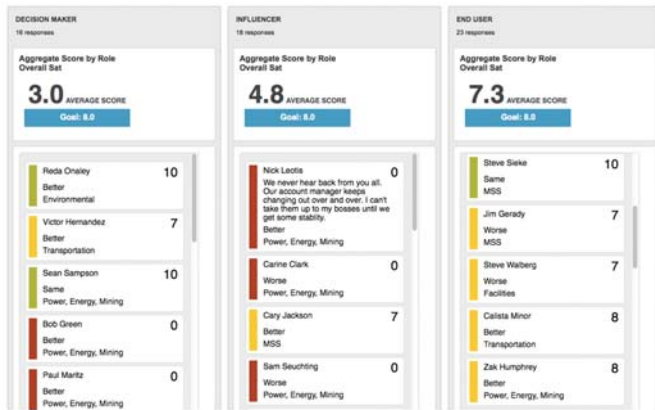 DECISION MAKER
16 responses
Aggregate Score by Role
Overall Sat
3.0 AVERAGE SCORE
Goal: 8.0
Reda Onaley 10
Better
Environmental
Victor Hernandez 7
Better
Transportation
Sean Sampson 10
Same
Power, Energy, Mining
Bob Green 0
Better
Power, Energy, Mining
Paul Maritz 0
Better
Power, Energy, Mining
INFLUENCER
18 responses
Aggregate Score by Role
Overall Sat
4.8 AVERAGE SCORE
Goal: 8.0
Nick Leotis 0
We never hear back from you all.
Our account manager keeps
changing out over and over. I can't
take them up to my bosses until we
get some stablity.
Better
Power, Energy, Mining
Carine Clark 0
Worse
Power, Energy, Mining
Cary Jackson 7
Better
MSS
Sam Seuchting 0
Worse
Power, Energy, Mining
END USER
23 responses
Aggregate Score by Role
Overall Sat
7.3 AVERAGE SCORE
Goal: 8.0
Steve Sieke 10
Same
MSS
Jim Gerady 7
Worse
MSS
Steve Walberg 7
Worse
Facilities
Calista Minor 8
Better
Transportation
Zak Humphrey 8
Better
Power, Energy, Mining